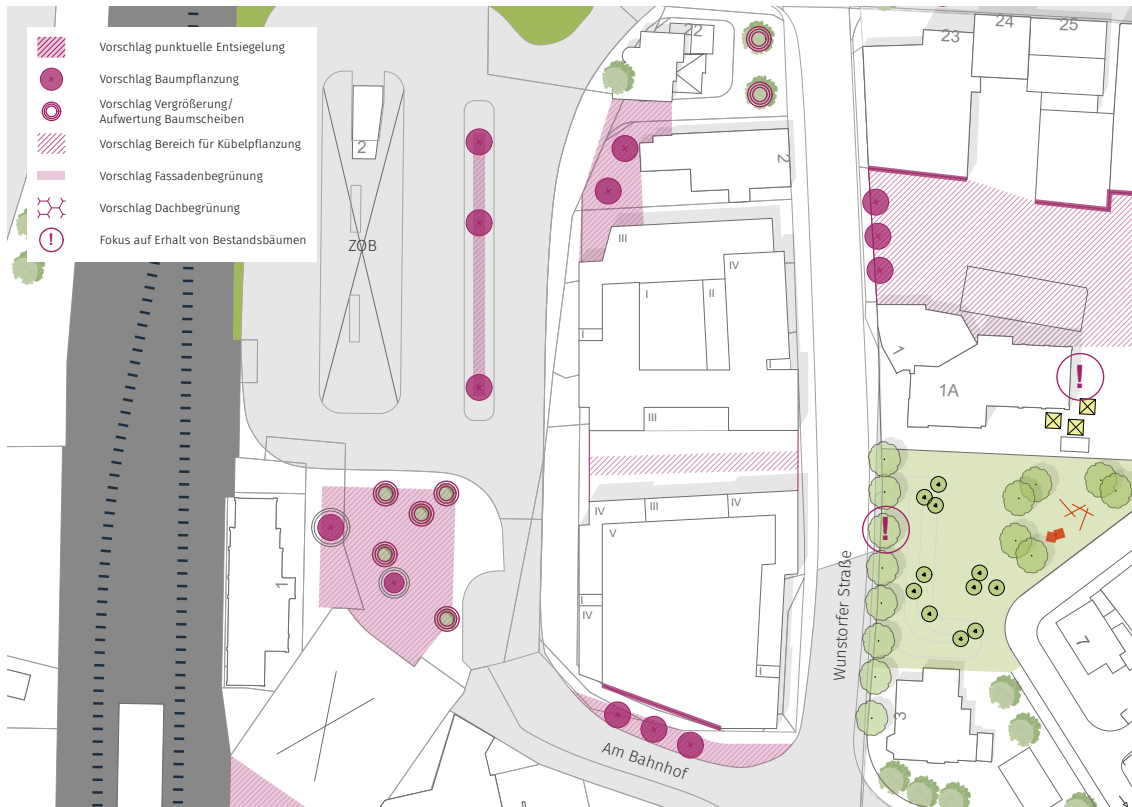 Vorschlag punktuelle Entsiegelung
Vorschlag Baumpflanzung
Vorschlag Vergrößerung/
Aufwertung Baumscheiben
Vorschlag Bereich für Kübelpflanzung
Vorschlag Fassadenbegrünung
Vorschlag Dachbegrünung
! Fokus auf Erhalt von Bestandsbäumen
22
23
24
25
2
2
ZOB
III
IV
I
II
I
I
III
1
1A
!
IV
III
IV
V
!
1
I
IV
I
Wunstorfer Straße
7
3
Am Bahnhof